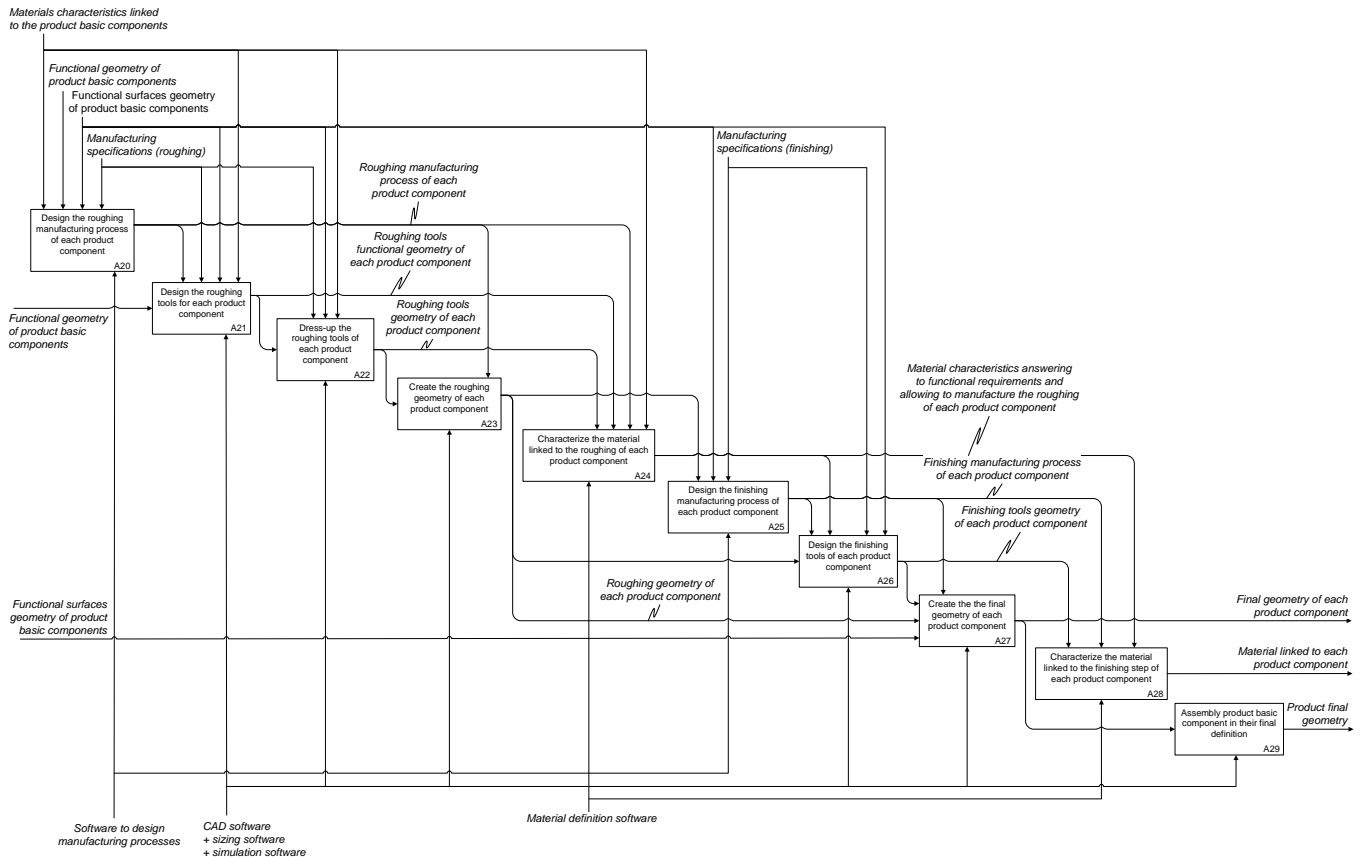 Materials characteristics linked
to the product basic components
Functional geometry of
product basic components
Functional surfaces geometry
of product basic components
Manufacturing
specifications (roughing)
Manufacturing
specifications (finishing)
Roughing manufacturing
process of each
product component
Design the roughing
manufacturing process
of each product
component
A20
Roughing tools
functional geometry of
each product component
Design the roughing
tools for each product
component
A21
Functional geometry
of product basic
components
Roughing tools
geometry of each
product component
Dress-up the
roughing tools of
each product
component
A22
Create the roughing
geometry of each
product component
A23
Material characteristics answering
to functional requirements and
allowing to manufacture the roughing
of each product component
Characterize the material
linked to the roughing of each
product component
A24
Finishing manufacturing process
of each product component
Design the finishing
manufacturing process of
each product component
A25
Finishing tools geometry
of each product component
Design the finishing
tools of each product
component
A26
Roughing geometry of
each product component
Functional surfaces
geometry of product
basic components
Create the the final
geometry of each
product component
A27
Final geometry of each
product component
Characterize the material
linked to the finishing step of
each product component
A28
Material linked to each
product component
Assembly product basic
component in their final
definition
A29
Product final
geometry
Software to design
manufacturing processes
CAD software
+ sizing software
+ simulation software
Material definition software